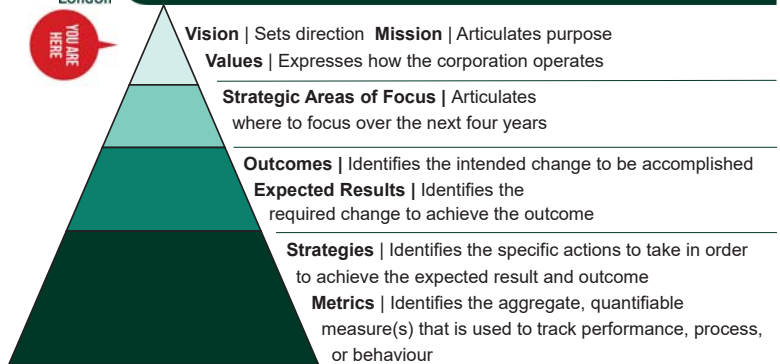 London
YOU ARE
HERE
Vision | Sets direction Mission | Articulates purpose
Values | Expresses how the corporation operates
Strategic Areas of Focus | Articulates
where to focus over the next four years
Outcomes | Identifies the intended change to be accomplished
Expected Results | Identifies the
required change to achieve the outcome
Strategies | Identifies the specific actions to take in order
to achieve the expected result and outcome
Metrics | Identifies the aggregate, quantifiable
measure(s) that is used to track performance, process,
or behaviour